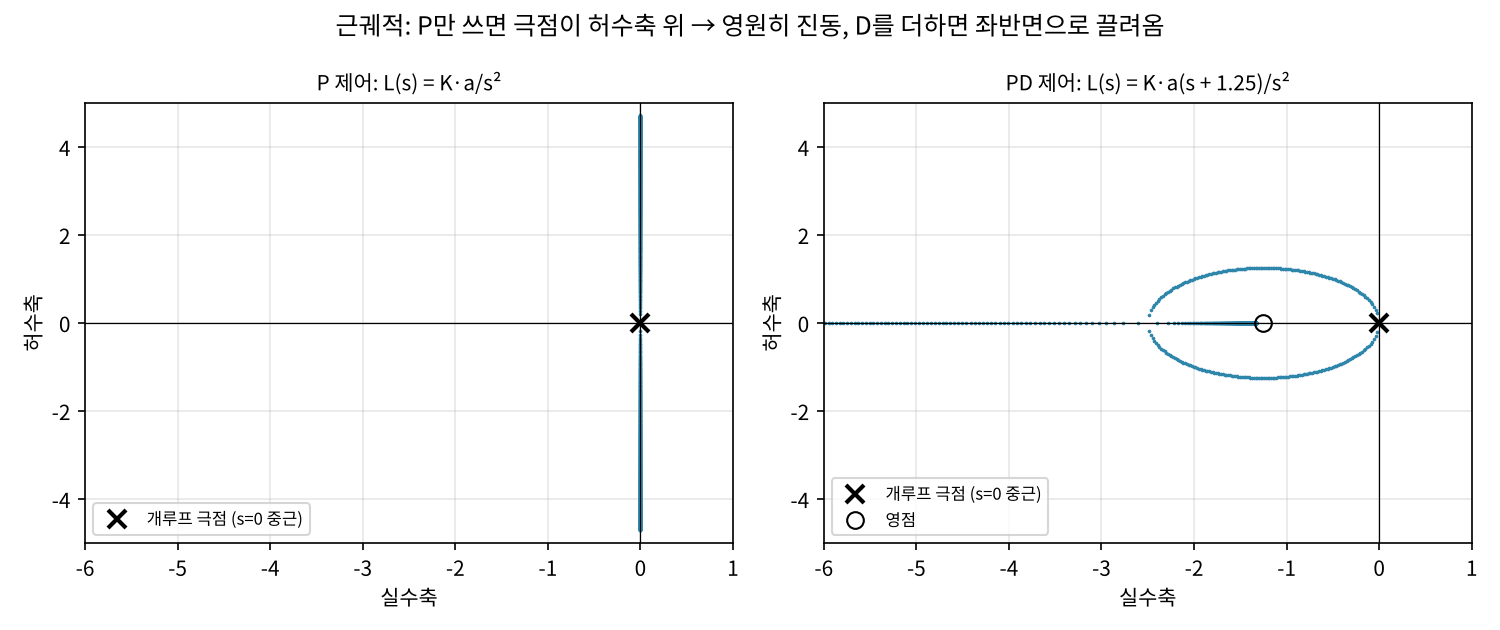 근궤적: P만 쓰면 극점이 허수축 위 → 영원히 진동, D를 더하면 좌반면으로 끌려옴
P 제어: L(s) = K·a/s²
4
2
0
-2
-4
허수축
개루프 극점 (s=0 중근)
-6 -5 -4 -3 -2 -1 0 1
실수축
PD 제어: L(s) = K·a(s + 1.25)/s²
4
2
0
-2
-4
허수축
개루프 극점 (s=0 중근)
영점
-6 -5 -4 -3 -2 -1 0 1
실수축